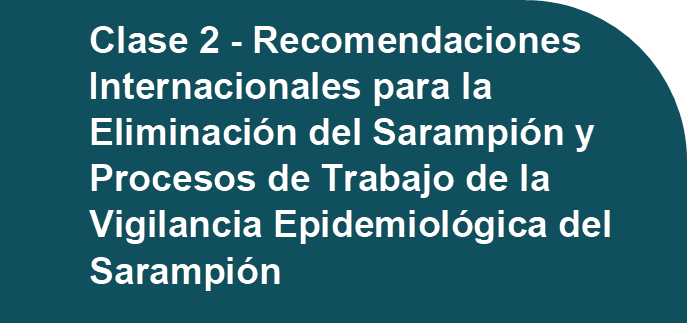 Clase 2 - Recomendaciones
Internacionales para la
Eliminación del Sarampión y
Procesos de Trabajo de la
Vigilancia Epidemiológica del
Sarampión